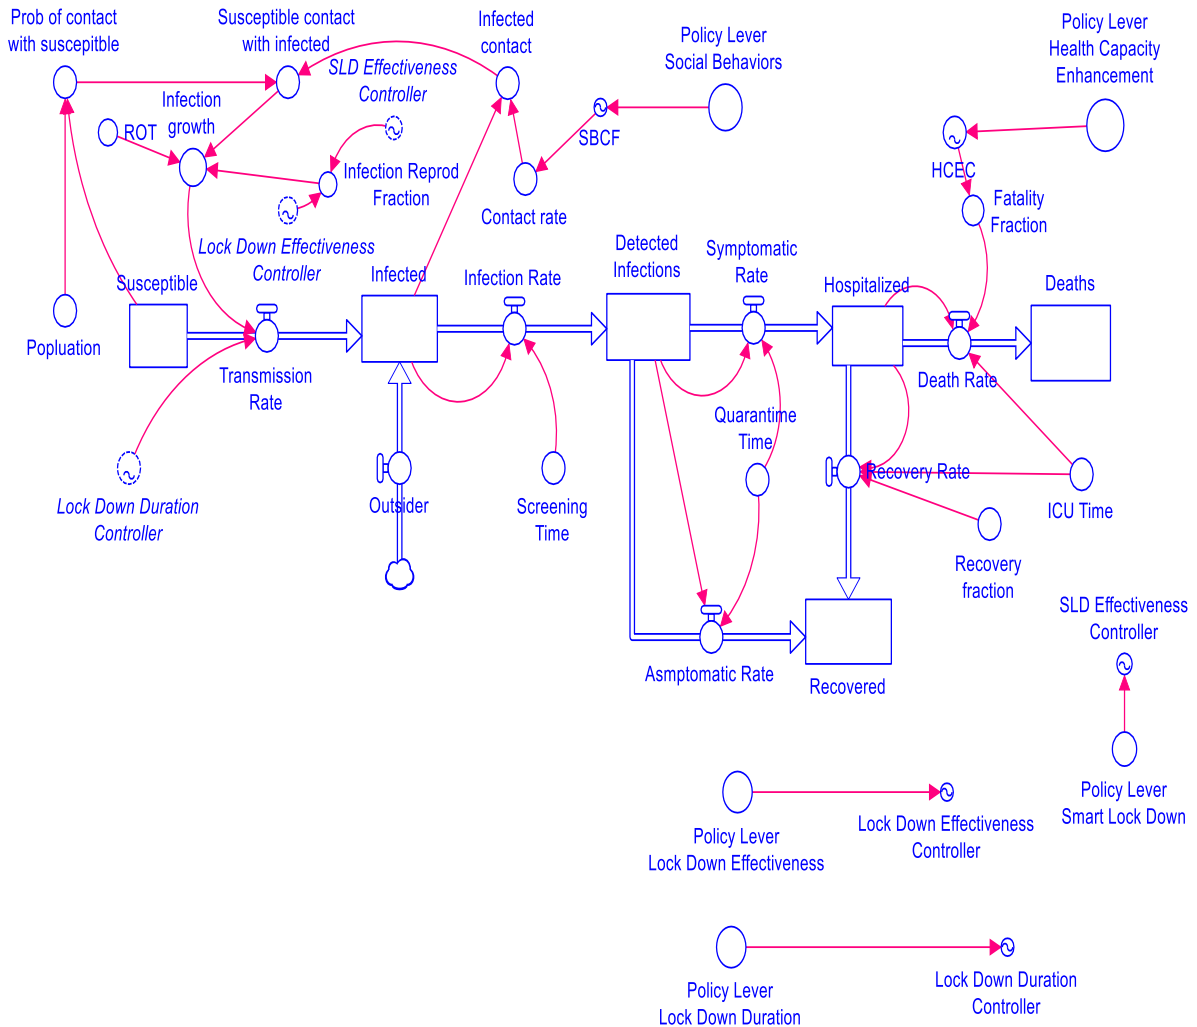 Prob of contact
with suscepitble
Susceptible contact
with infected
Infected
contact
Policy Lever
Social Behaviors
Policy Lever
Health Capacity
Enhancement
SLD Effectiveness
Controller
Infection
growth
ROT
SBCF
HCEC
Infection Reprod
Fraction
Contact rate
Fatality
Fraction
Lock Down Effectiveness
Controller
Susceptible
Infected
Infection Rate
Detected
Infections
Symptomatic
Rate
Hospitalized
Deaths
Popluation
Transmission
Rate
Death Rate
Quarantime
Time
Lock Down Duration
Controller
Outsider
Screening
Time
Recovery Rate
ICU Time
Recovery
fraction
SLD Effectiveness
Controller
Asmptomatic Rate
Recovered
Policy Lever
Smart Lock Down
Policy Lever
Lock Down Effectiveness
Lock Down Effectiveness
Controller
Policy Lever
Lock Down Duration
Lock Down Duration
Controller